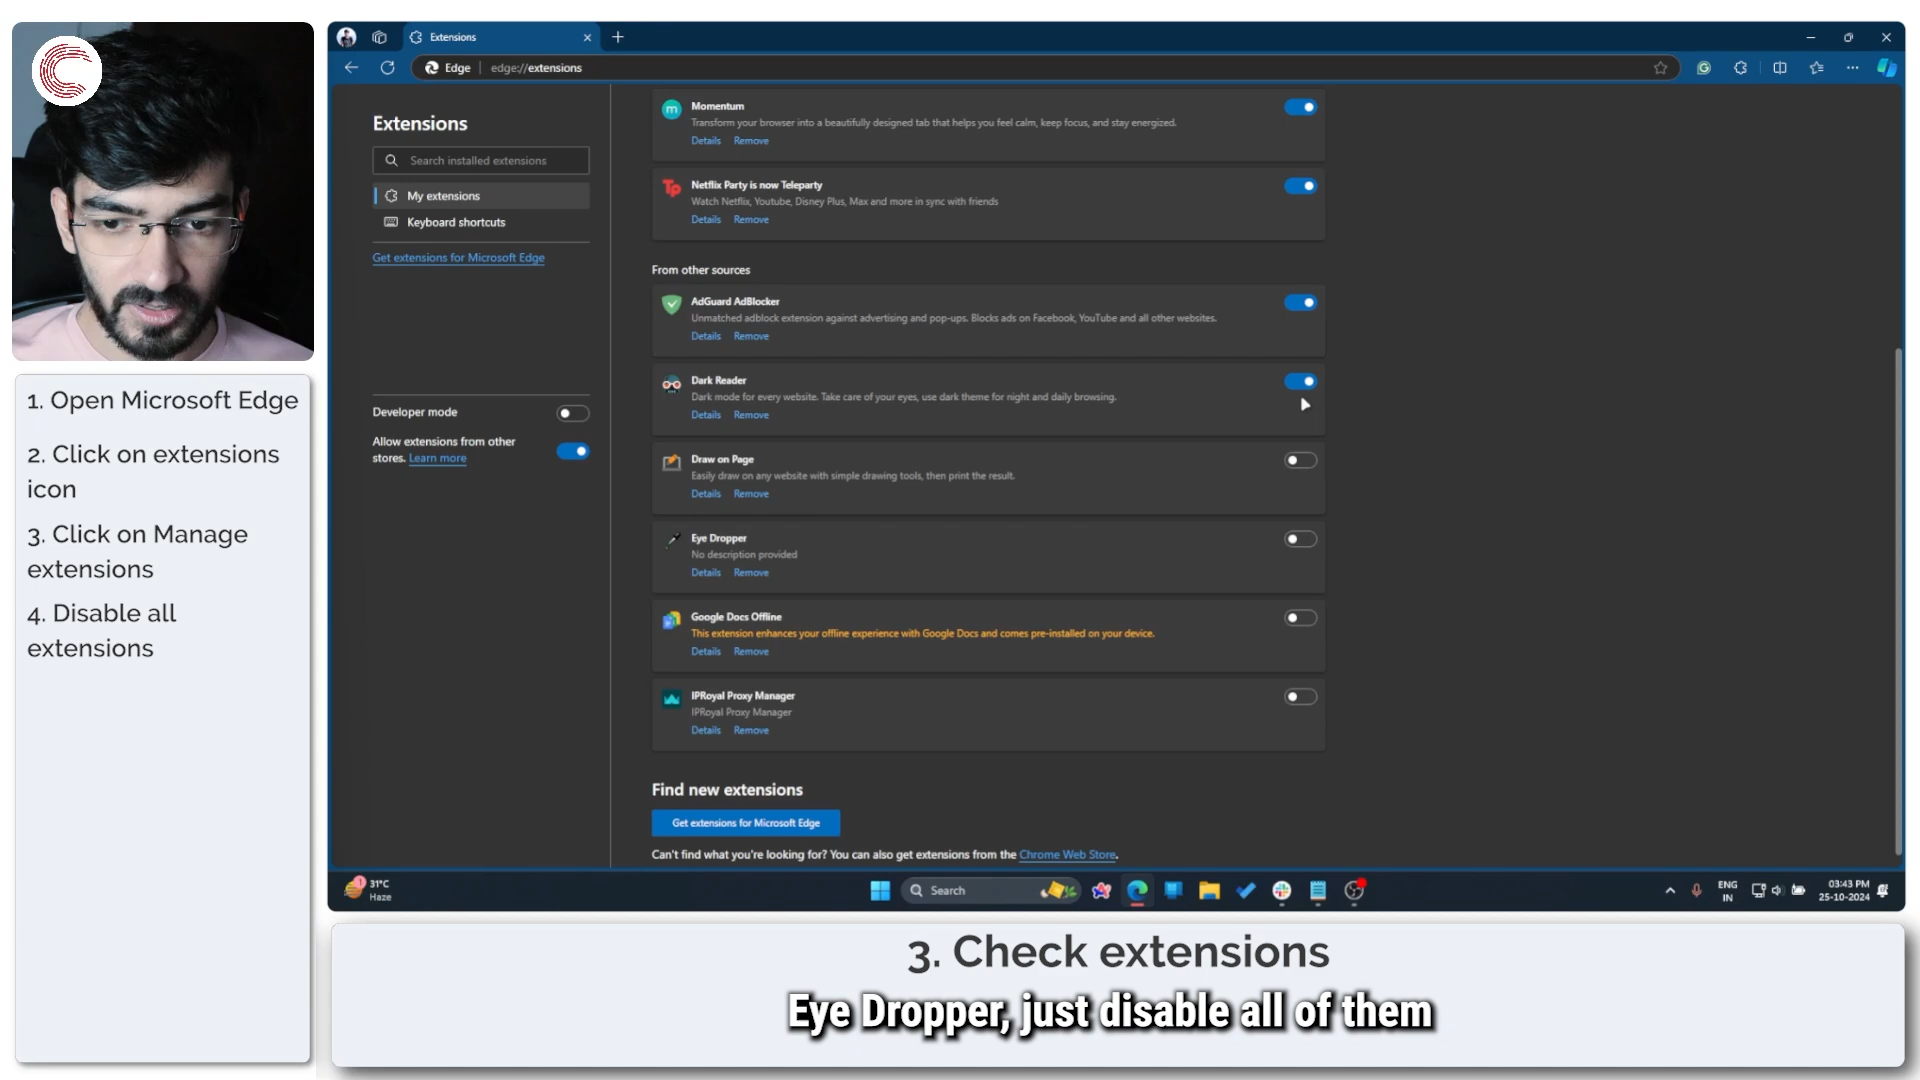 1. Open Microsoft Edge
2. Click on extensions
icon
3. Click on Manage
extensions
4. Disable all
extensions
Extensions
Edge
edge://extensions
Extensions
Search installed extensions
My extensions
Keyboard shortcuts
Get extensions for Microsoft Edge
Developer mode
Allow extensions from other
stores. Learn more
Momentum
Transform your browser into a beautifully designed tab that helps you feel calm, keep focus, and stay energized.
Details Remove
Netflix Party is now Teleparty
Watch Netflix, Youtube, Disney Plus, Max and more in sync with friends
Details Remove
From other sources
AdGuard AdBlocker
Unmatched adblock extension against advertising and pop-ups. Blocks ads on Facebook, YouTube and all other websites.
Details Remove
Dark Reader
Dark mode for every website. Take care of your eyes, use dark theme for night and daily browsing.
Details Remove
Draw on Page
Easily draw on any website with simple drawing tools, then print the result.
Details Remove
Eye Dropper
No description provided
Details Remove
Google Docs Offline
This extension enhances your offline experience with Google Docs and comes pre-installed on your device.
Details Remove
IPRoyal Proxy Manager
IPRoyal Proxy Manager
Details Remove
Find new extensions
Get extensions for Microsoft Edge
Can't find what you're looking for? You can also get extensions from the Chrome Web Store.
1
31°C
Haze
Search
ENG
IN
03:43 PM
25-10-2024
3. Check extensions
Eye Dropper, just disable all of them